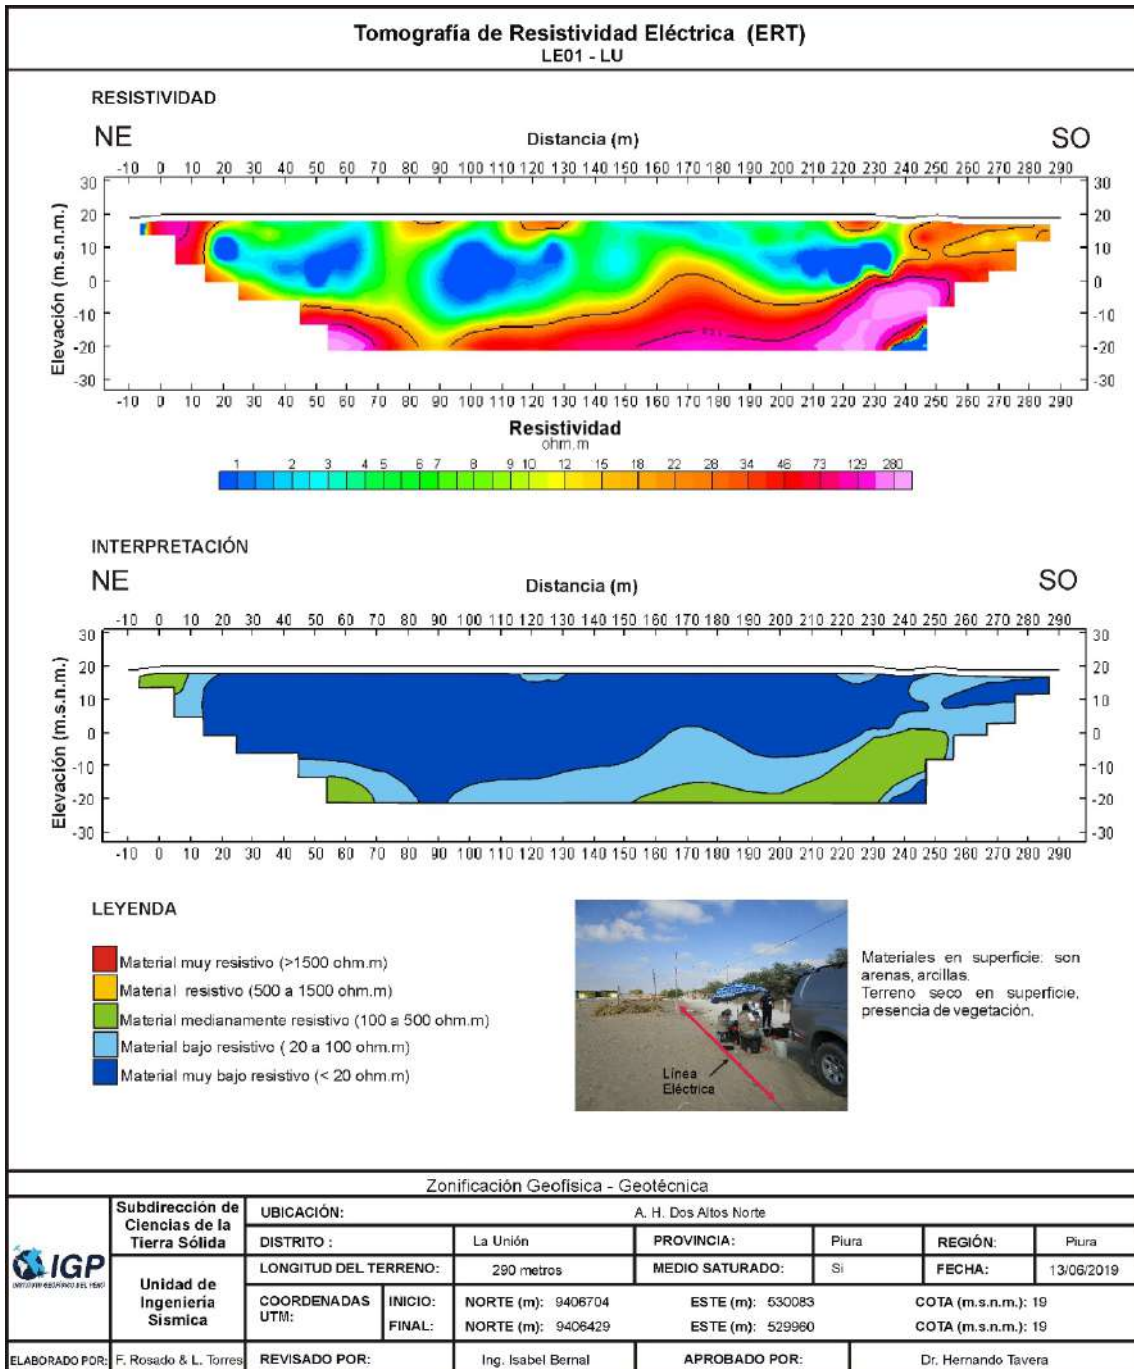 Tomografía de Resistividad Eléctrica (ERT)
LE01 - LU
RESISTIVIDAD
NE
SO
Distancia (m)
-10 0 10 20 30 40 50 60 70 80 90 100 110 120 130 140 150 160 170 180 190 200 210 220 230 240 250 260 270 280 290
Elevación (m.s.n.m.)
30 30
20 20
10 10
0 0
-10 -10
-20 -20
-30 -30
-10 0 10 20 30 40 50 60 70 80 90 100 110 120 130 140 150 160 170 180 190 200 210 220 230 240 250 260 270 280 290
Resistividad
ohm.m
1 2 3 4 5 6 7 8 9 10 12 15 18 22 28 34 46 73 129 280
INTERPRETACIÓN
NE
SO
Distancia (m)
-10 0 10 20 30 40 50 60 70 80 90 100 110 120 130 140 150 160 170 180 190 200 210 220 230 240 250 260 270 280 290
Elevación (m.s.n.m.)
30 30
20 20
10 10
0 0
-10 -10
-20 -20
-30 -30
-10 0 10 20 30 40 50 60 70 80 90 100 110 120 130 140 150 160 170 180 190 200 210 220 230 240 250 260 270 280 290
LEYENDA
Material muy resistivo (>1500 ohm.m)
Material resistivo (500 a 1500 ohm.m)
Material medianamente resistivo (100 a 500 ohm.m)
Material bajo resistivo ( 20 a 100 ohm.m)
Material muy bajo resistivo (< 20 ohm.m)
Línea
Eléctrica
Materiales en superficie: son
arenas, arcillas.
Terreno seco en superficie,
presencia de vegetación.
Zonificación Geofísica - Geotécnica
IGP
Subdirección de
Ciencias de la
Tierra Sólida
Unidad de
Ingeniería
Sísmica
UBICACIÓN: A. H. Dos Altos Norte
DISTRITO : La Unión PROVINCIA: Piura REGIÓN: Piura
LONGITUD DEL TERRENO: 290 metros MEDIO SATURADO: Si FECHA: 13/06/2019
COORDENADAS
UTM:
INICIO: NORTE (m): 9406704 ESTE (m): 530083 COTA (m.s.n.m.): 19
FINAL: NORTE (m): 9406429 ESTE (m): 529960 COTA (m.s.n.m.): 19
ELABORADO POR: F. Rosado & L. Torres REVISADO POR: Ing. Isabel Bernal APROBADO POR: Dr. Hernando Tavera